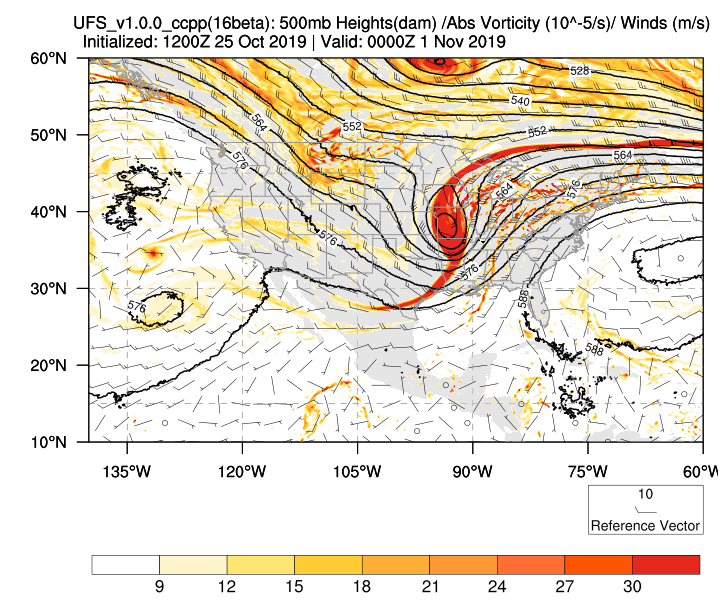 UFS_v1.0.0_ccpp(16beta): 500mb Heights(dam) /Abs Vorticity (10^-5/s)/ Winds (m/s)
Initialized: 1200Z 25 Oct 2019 | Valid: 0000Z 1 Nov 2019
60°N
528
540
552
552
564
50°N
564
576
564
576
40°N
576
576
30°N
576
588
588
20°N
10°N
135°W 120°W 105°W 90°W 75°W 60°W
10
Reference Vector
9 12 15 18 21 24 27 30